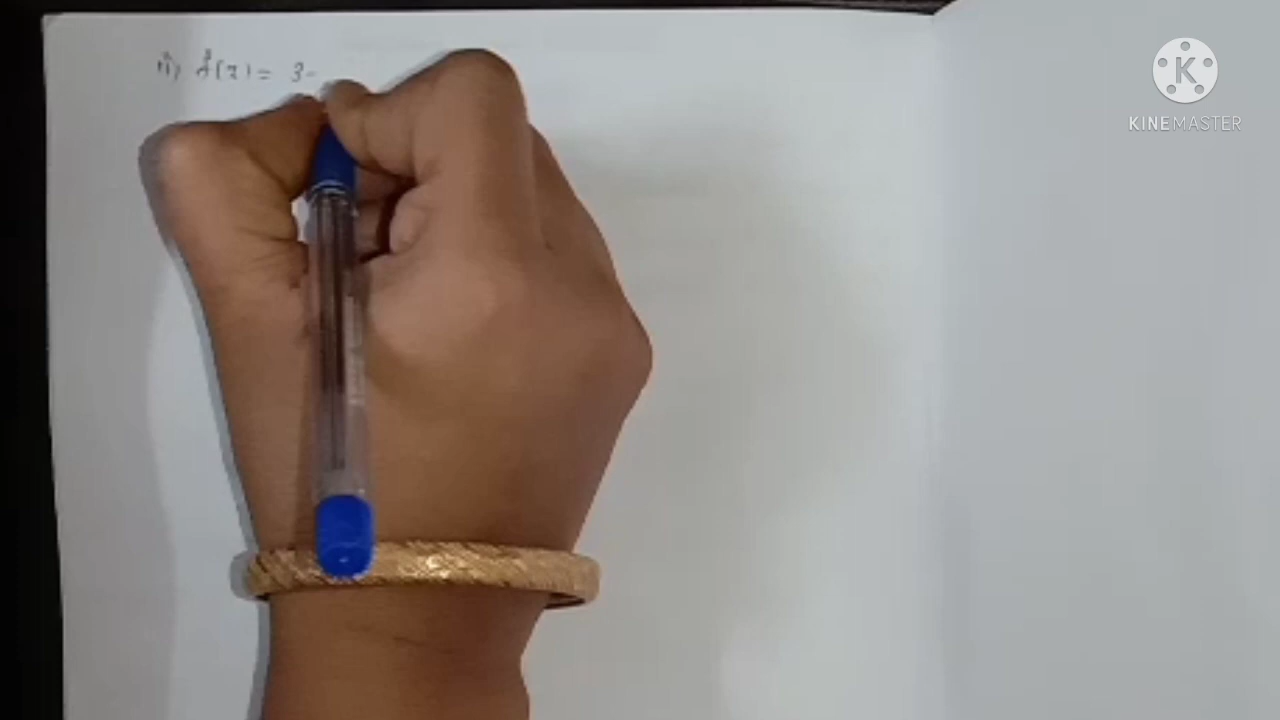 ii) f(x) = 3-
K
KINEMASTER